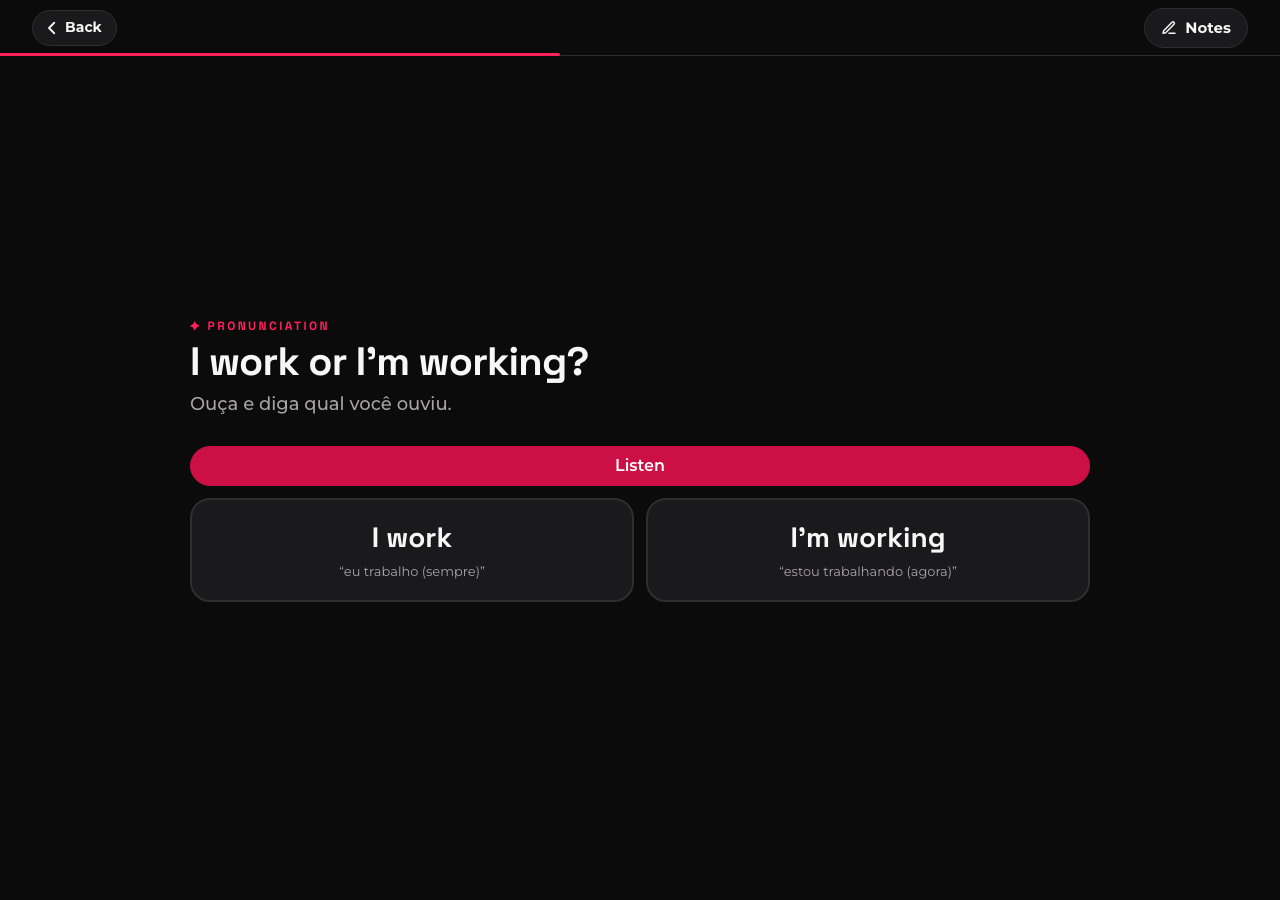 Back
Notes
PRONUNCIATION
I work or I’m working?
Ouça e diga qual você ouviu.
Listen
I work
“eu trabalho (sempre)”
I’m working
“estou trabalhando (agora)”